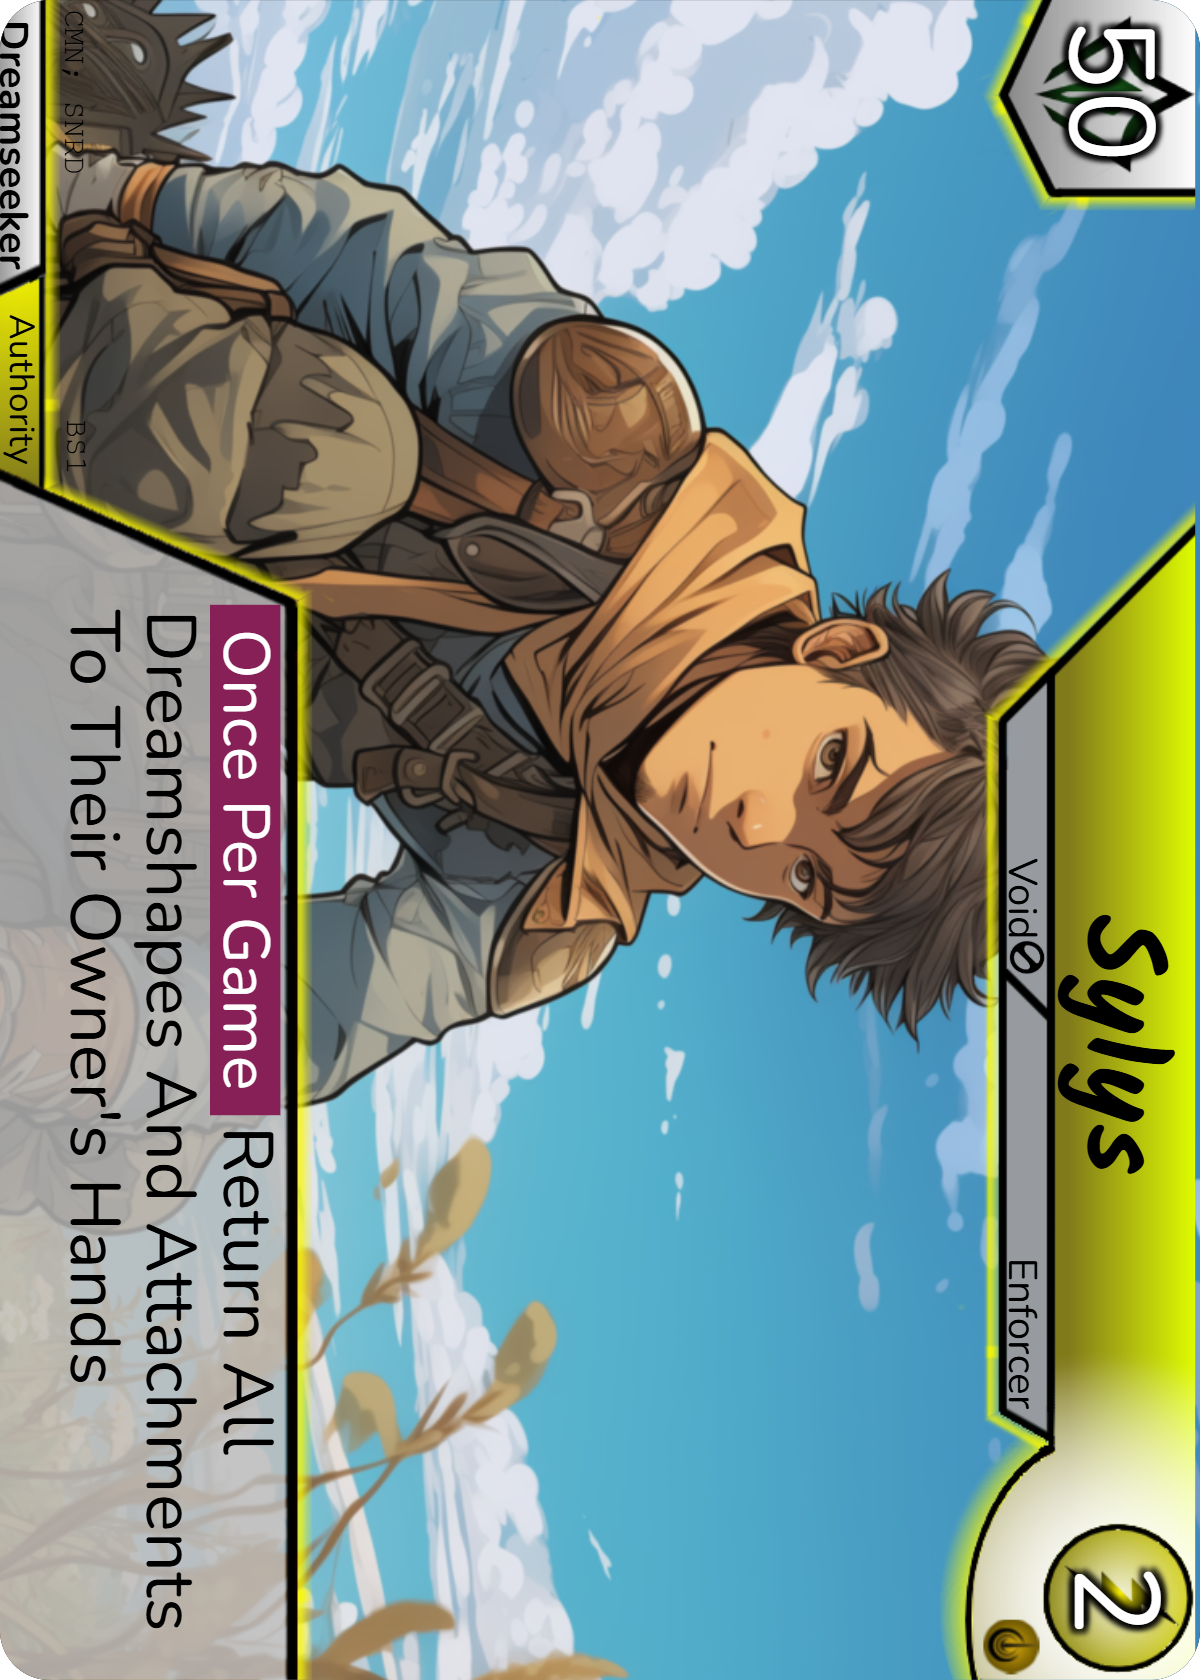 50
Sylys
2
Void
Enforcer
Once Per Game Return All
Dreamshapes And Attachments
To Their Owner's Hands
CMN; SNRD
BS1
Dreamseeker
Authority